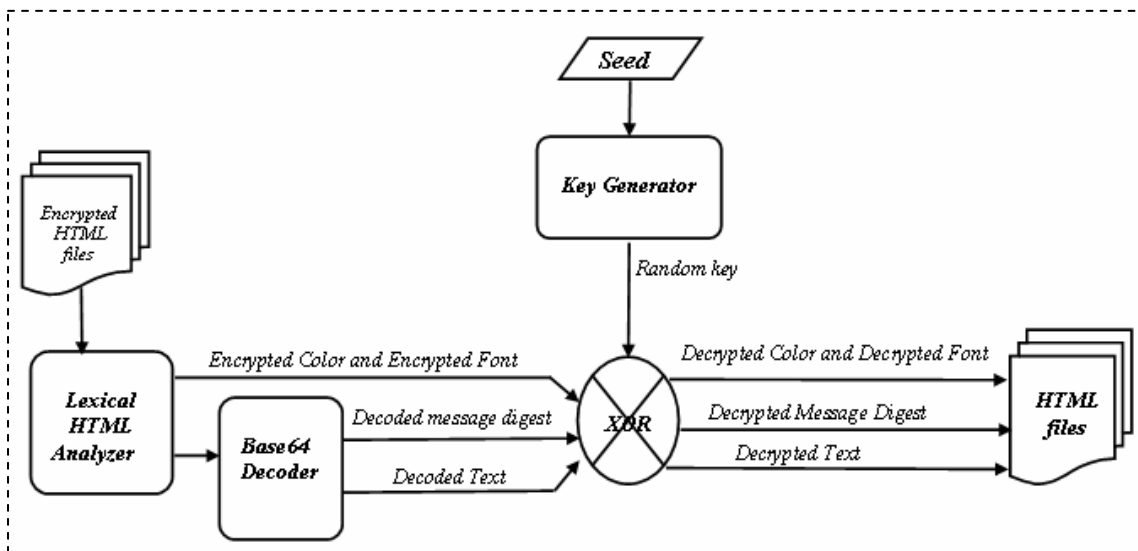 Seed
Key Generator
Encrypted
HTML
files
Random key
Encrypted Color and Encrypted Font
Decrypted Color and Decrypted Font
Lexical
HTML
Analyzer
Decoded message digest
XOR
Decrypted Message Digest
HTML
files
Base64
Decoder
Decoded Text
Decrypted Text